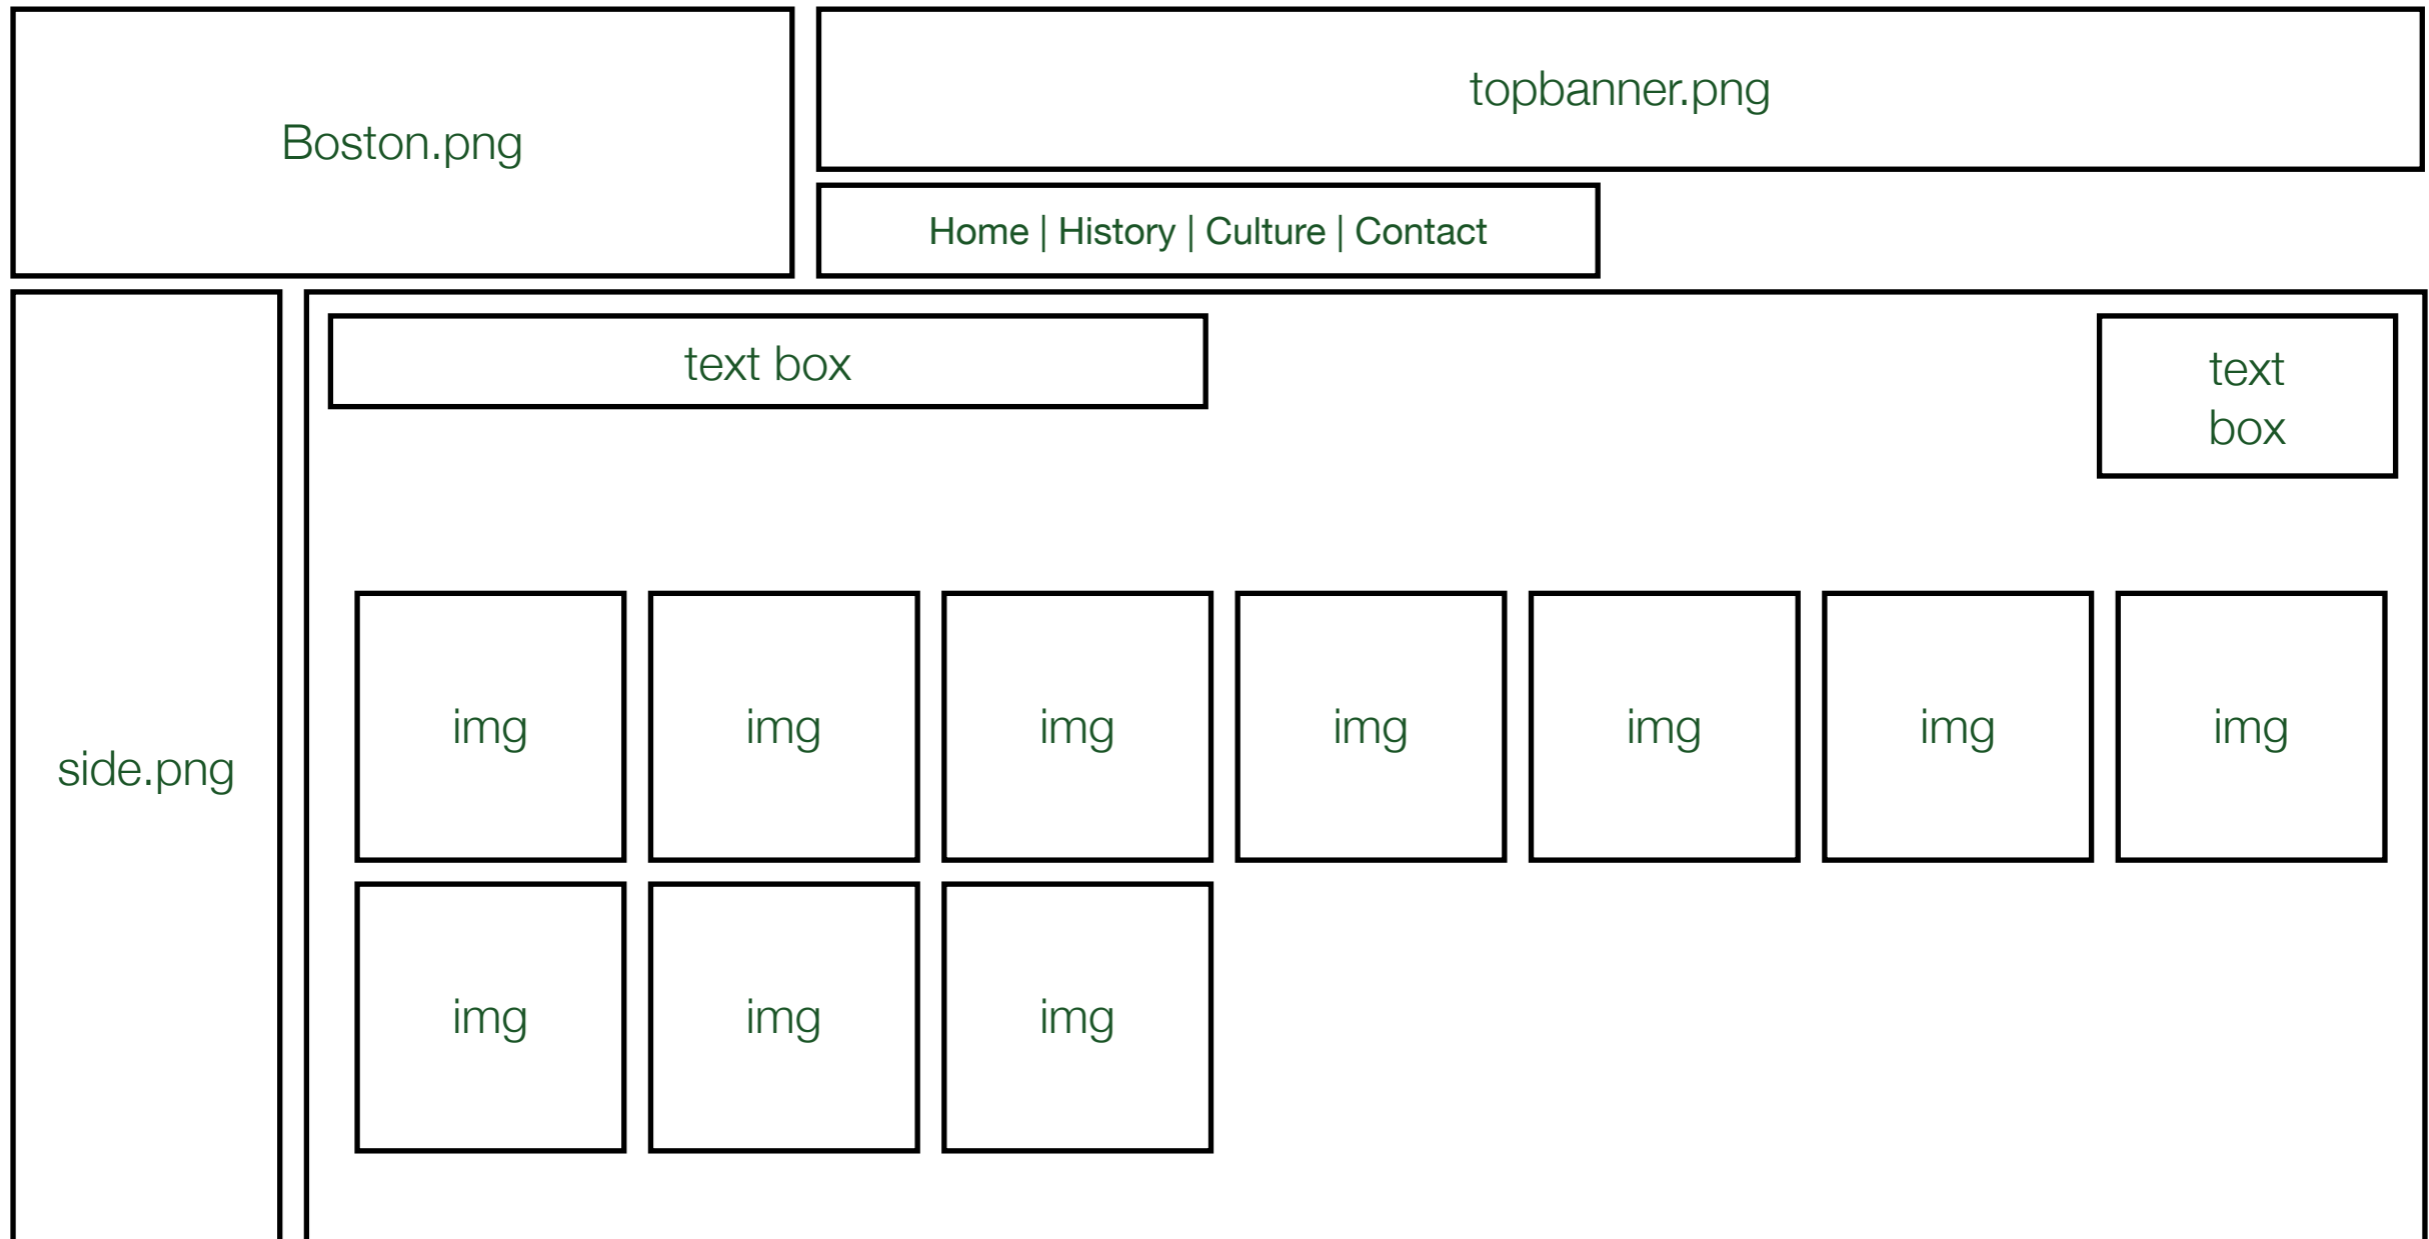 Boston.png
topbanner.png
Home | History | Culture | Contact
side.png
text box
text
box
img
img
img
img
img
img
img
img
img
img